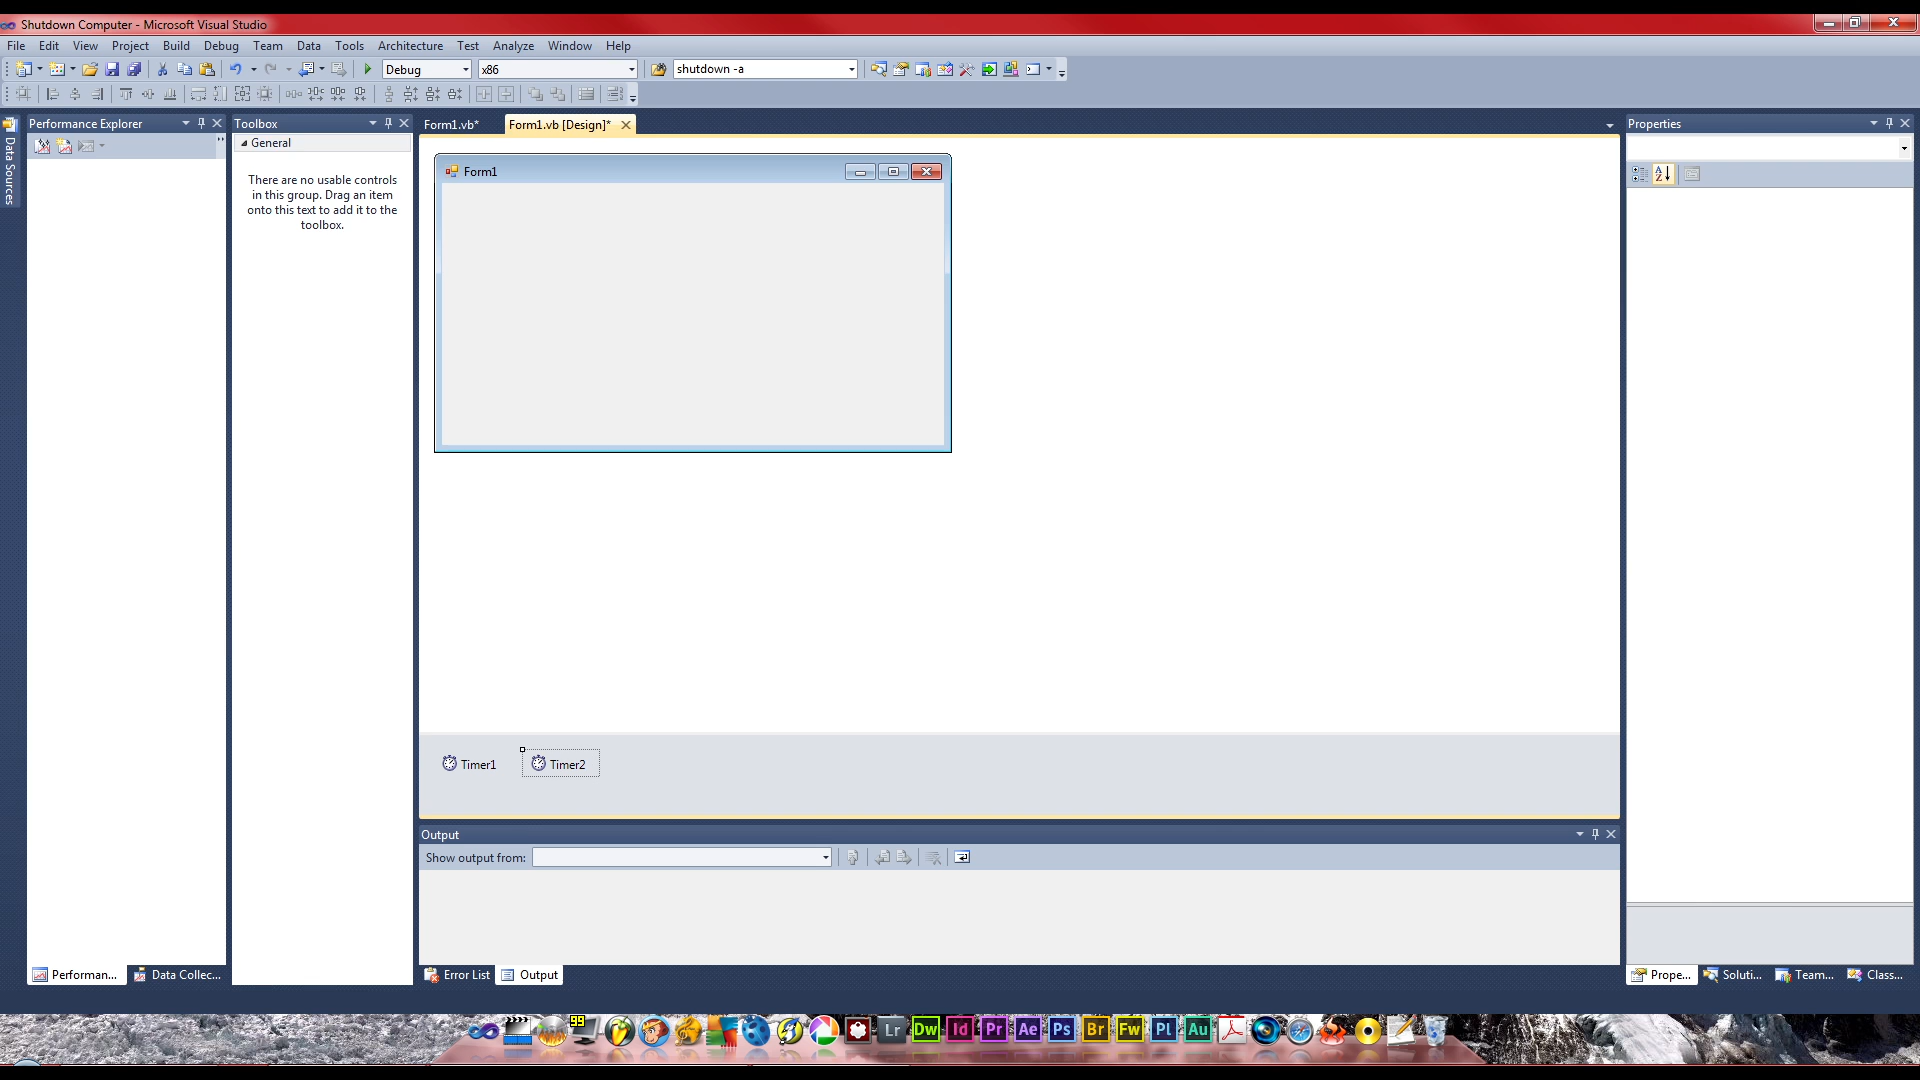 Shutdown Computer - Microsoft Visual Studio
File Edit View Project Build Debug Team Data Tools Architecture Test Analyze Window Help
Debug x86 shutdown -a
Data Sources
Performance Explorer
Toolbox
General
There are no usable controls
in this group. Drag an item
onto this text to add it to the
toolbox.
Form1.vb* Form1.vb [Design]*
Form1
Timer1 Timer2
Output
Show output from:
Properties
Performan... Data Collec...
Error List Output
Prope... Soluti... Team... Class...
99
Lr Dw Id Pr Ae Ps Br Fw Pl Au